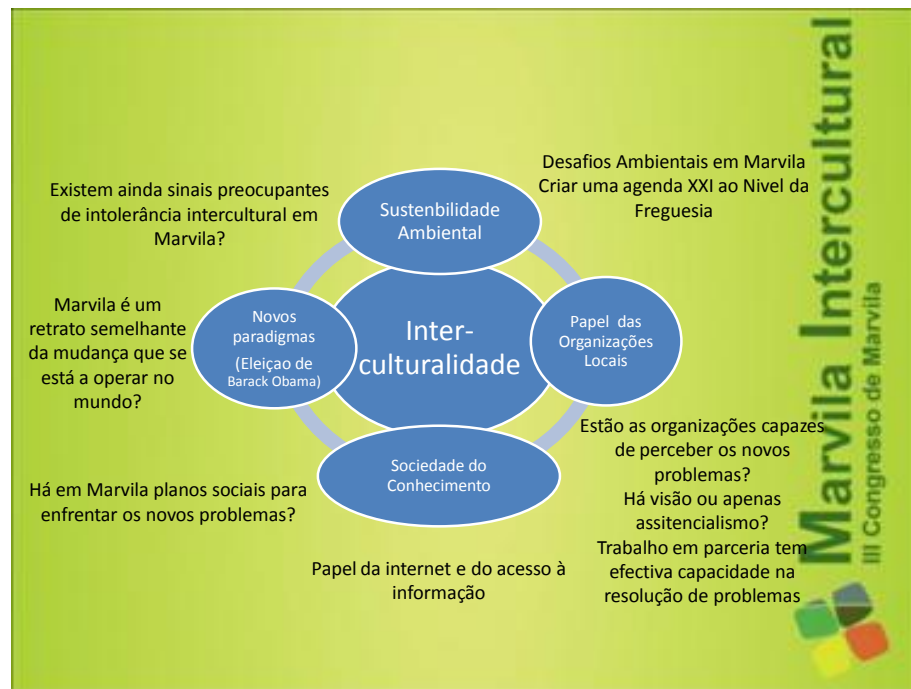 Existem ainda sinais preocupantes
de intolerância intercultural em
Marvila?
Desafios Ambientais em Marvila
Criar uma agenda XXI ao Nivel da
Freguesia
Sustenbilidade
Ambiental
Marvila é um
retrato semelhante
da mudança que se
está a operar no
mundo?
Novos
paradigmas
(Eleiçao de
Barack Obama)
Inter-
culturalidade
Papel das
Organizações
Locais
Sociedade do
Conhecimento
Há em Marvila planos sociais para
enfrentar os novos problemas?
Estão as organizações capazes
de perceber os novos
problemas?
Há visão ou apenas
assitencialismo?
Trabalho em parceria tem
efectiva capacidade na
resolução de problemas
Papel da internet e do acesso à
informação
Marvila Intercultural
III Congresso de Marvila